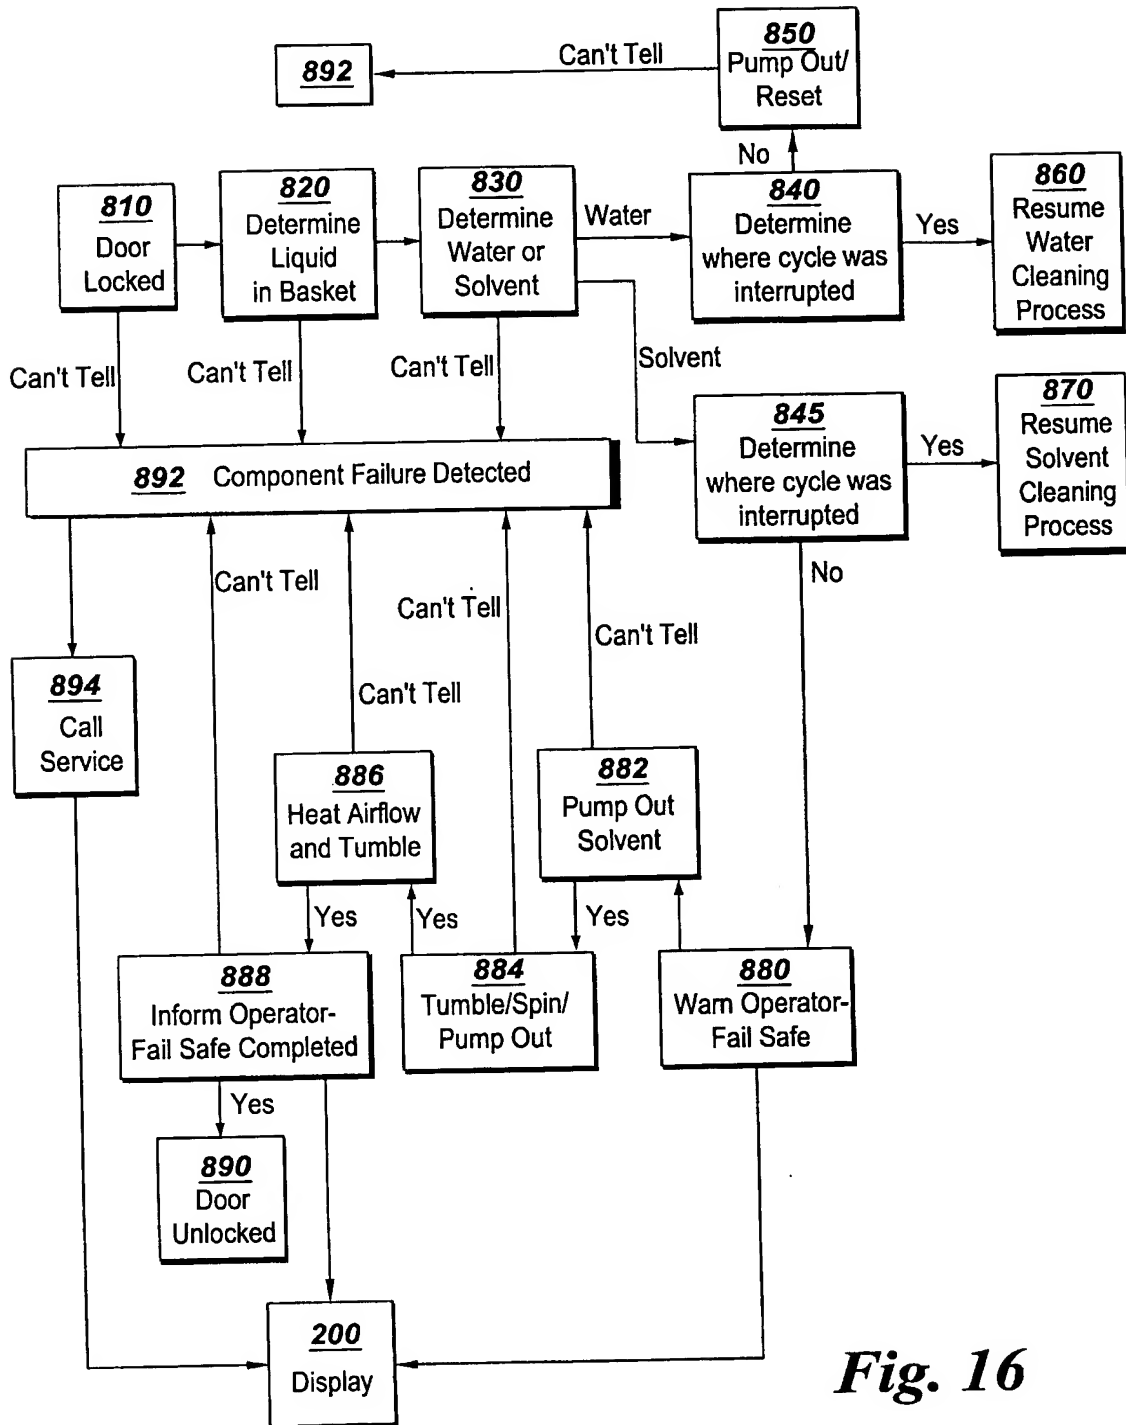 850
Pump Out/
Reset
Can't Tell
892
No
810
Door
Locked
820
Determine
Liquid
in Basket
830
Determine
Water or
Solvent
Water
840
Determine
where cycle was
interrupted
Yes
860
Resume
Water
Cleaning
Process
Can't Tell
Can't Tell
Can't Tell
Solvent
845
Determine
where cycle was
interrupted
Yes
870
Resume
Solvent
Cleaning
Process
892 Component Failure Detected
No
Can't Tell
Can't Tell
Can't Tell
Can't Tell
894
Call
Service
886
Heat Airflow
and Tumble
882
Pump Out
Solvent
Yes
Yes
Yes
888
Inform Operator-
Fail Safe Completed
884
Tumble/Spin/
Pump Out
880
Warn Operator-
Fail Safe
Yes
890
Door
Unlocked
200
Display
Fig. 16